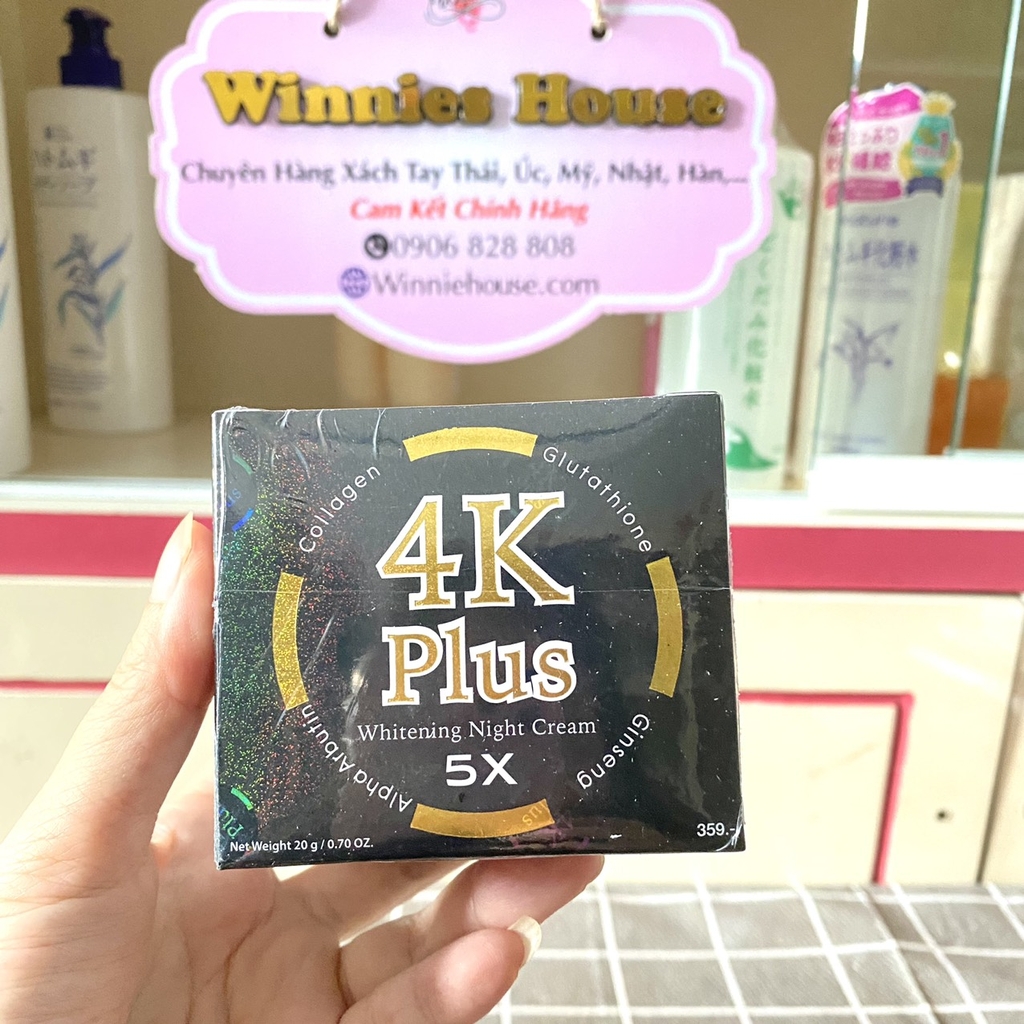 Winnies House
Chuyên Hàng Xách Tay Thái, Úc, Mỹ, Nhật, Hàn,...
Cam Kết Chính Hãng
0906 828 808
Winniehouse.com
Collagen
Glutathione
4K
Plus
Whitening Night Cream
5X
Alpha Arbutin
Ginseng
Net Weight 20 g / 0.70 OZ.
359.-